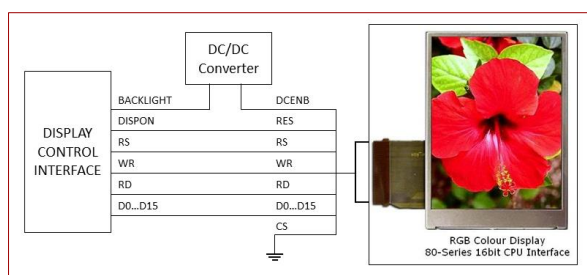 DC/DC
Converter
DISPLAY
CONTROL
INTERFACE
BACKLIGHT DCENB
DISPON RES
RS RS
WR WR
RD RD
D0...D15 D0...D15
CS
RGB Colour Display
80-Series 16bit CPU Interface